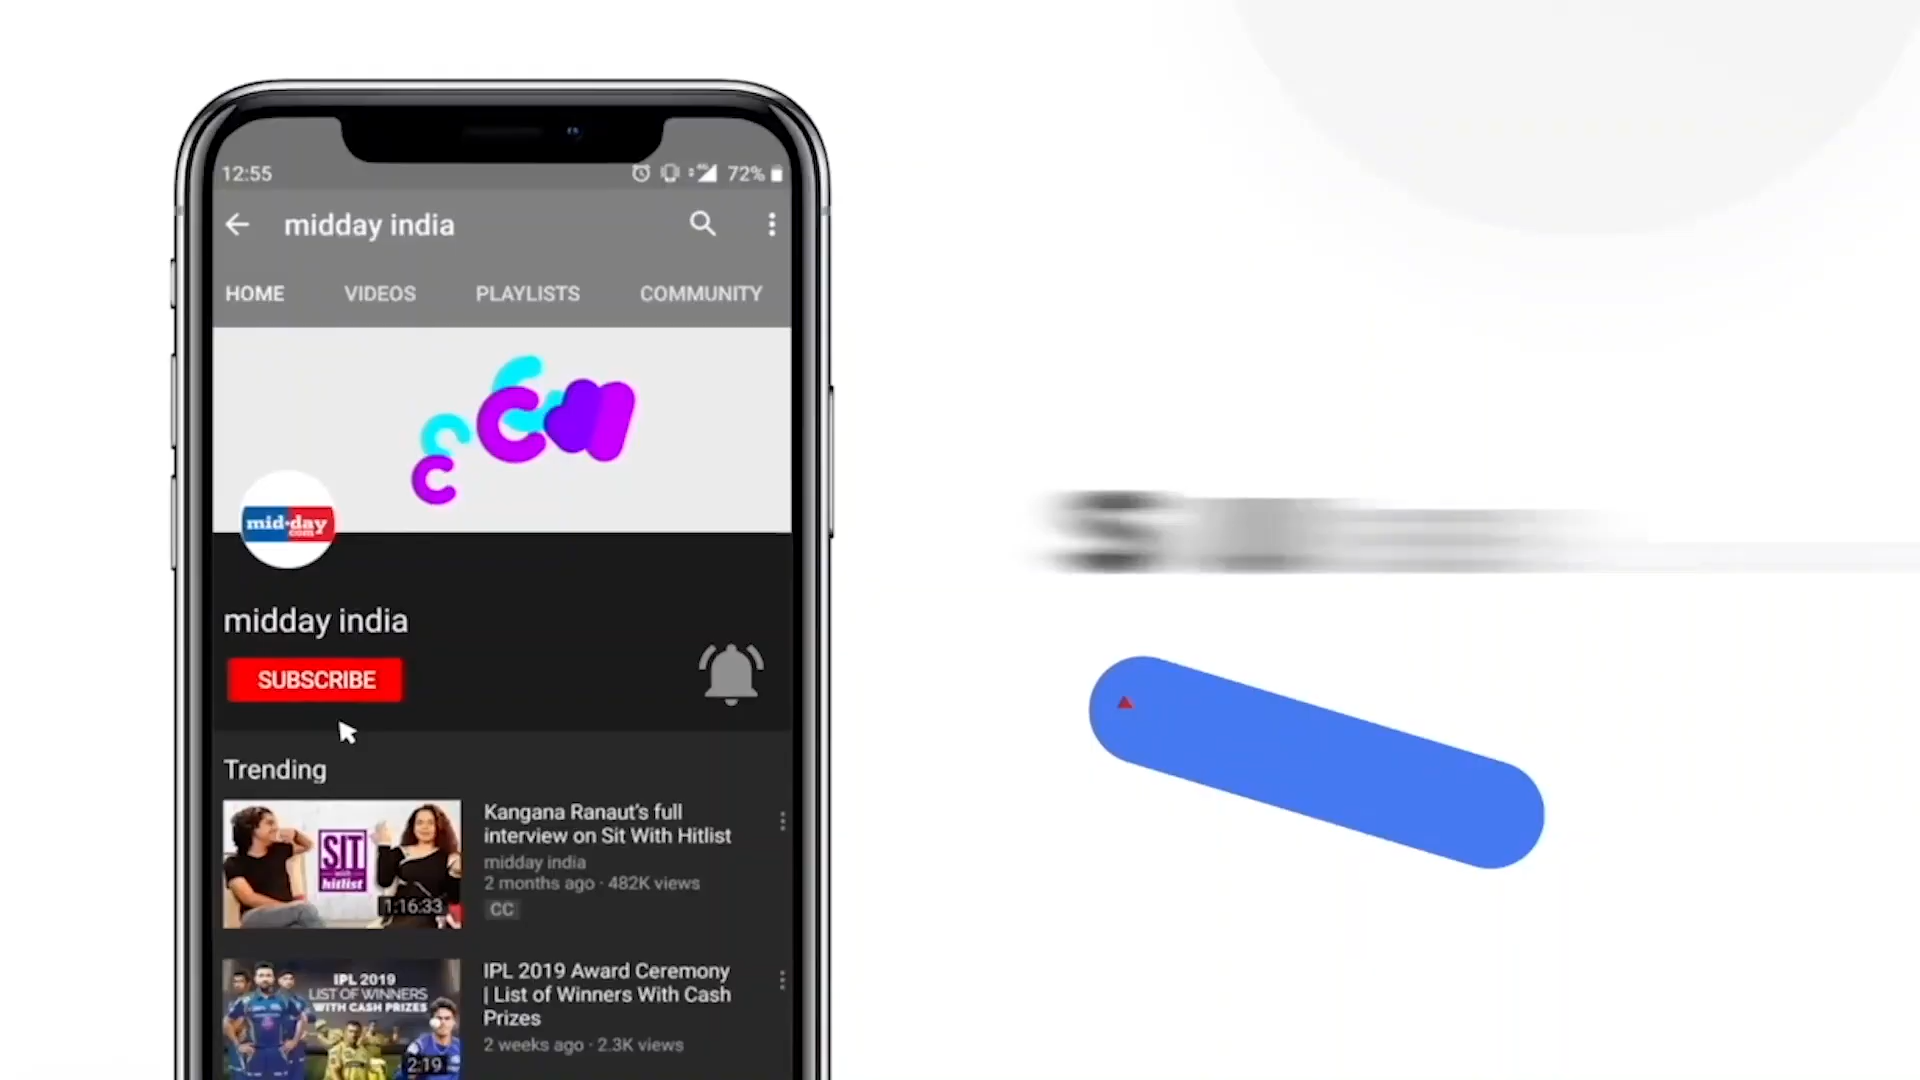 12:55
72%
midday india
HOME
VIDEOS
PLAYLISTS
COMMUNITY
mid-day
.com
midday india
SUBSCRIBE
Trending
SIT
with
hitlist
1:16:33
Kangana Ranaut's full
interview on Sit With Hitlist
midday india
2 months ago · 482K views
CC
IPL 2019
LIST OF WINNERS
WITH CASH PRIZES
2:19
IPL 2019 Award Ceremony
| List of Winners With Cash
Prizes
2 weeks ago · 2.3K views